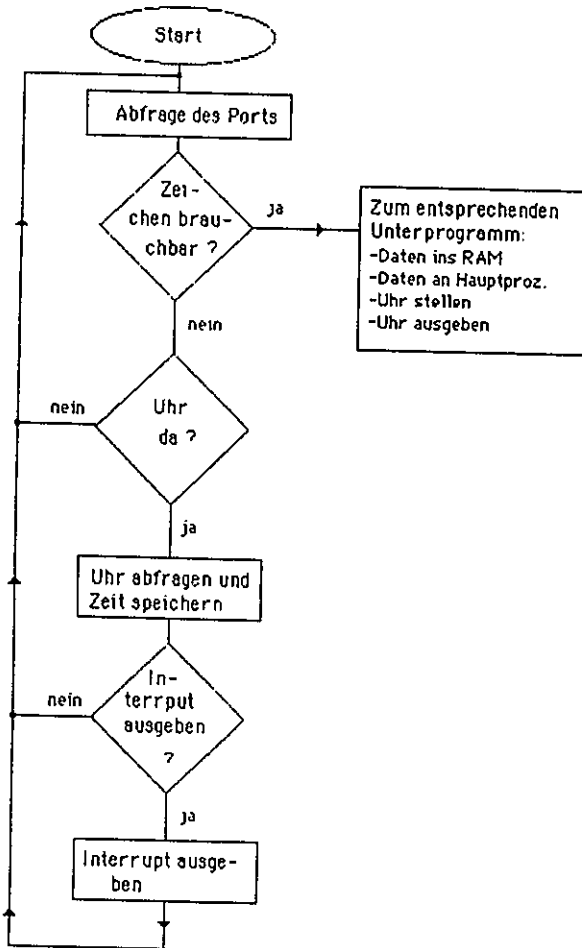 Start
Abfrage des Ports
Zei-
chen brau-
chbar ?
ja
Zum entsprechenden
Unterprogramm:
-Daten ins RAM
-Daten an Hauptproz.
-Uhr stellen
-Uhr ausgeben
nein
Uhr
da ?
nein
ja
Uhr abfragen und
Zeit speichern
In-
terrput
ausgeben
?
nein
ja
Interrupt ausge-
ben